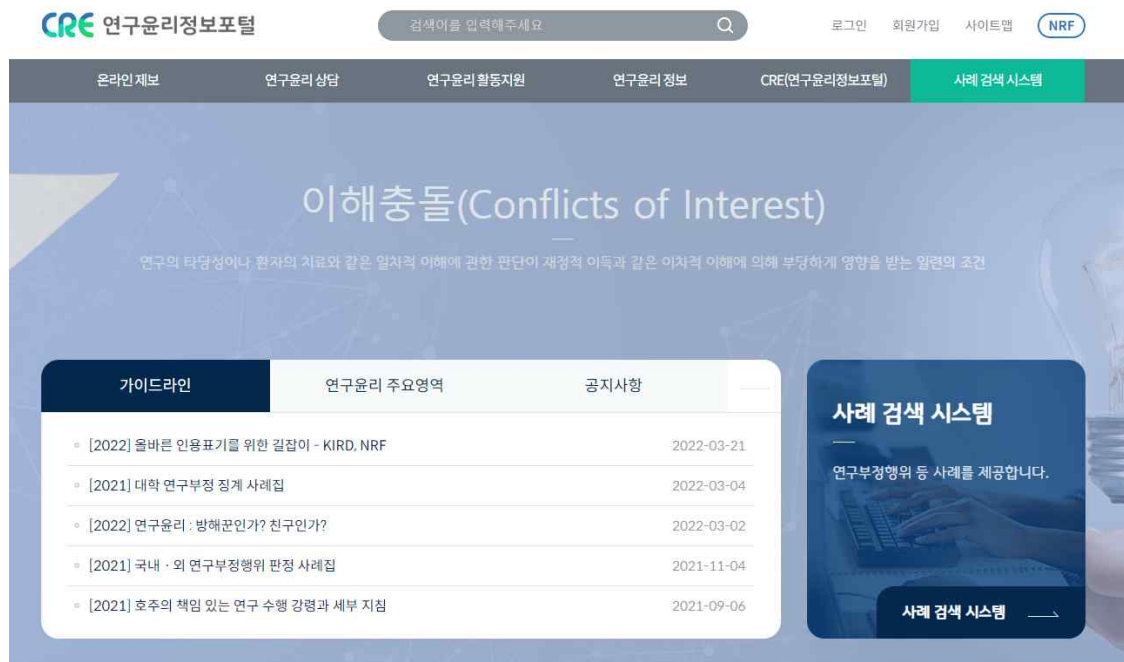 CRE 연구윤리정보포털
검색어를 입력해주세요
로그인 회원가입 사이트맵 NRF
온라인 제보 연구윤리 상담 연구윤리 활동지원 연구윤리 정보 CRE(연구윤리정보포털) 사례 검색 시스템
이해충돌(Conflicts of Interest)
연구의 타당성이나 환자의 치료와 같은 일차적 이해에 관한 판단이 재정적 이득과 같은 이차적 이해에 의해 부당하게 영향을 받는 일련의 조건
가이드라인 연구윤리 주요영역 공지사항
[2022] 올바른 인용표기를 위한 길잡이 - KIRD, NRF 2022-03-21
[2021] 대학 연구부정 징계 사례집 2022-03-04
[2022] 연구윤리 : 방해꾼인가? 친구인가? 2022-03-02
[2021] 국내ㆍ외 연구부정행위 판정 사례집 2021-11-04
[2021] 호주의 책임 있는 연구 수행 강령과 세부 지침 2021-09-06
사례 검색 시스템
연구부정행위 등 사례를 제공합니다.
사례 검색 시스템